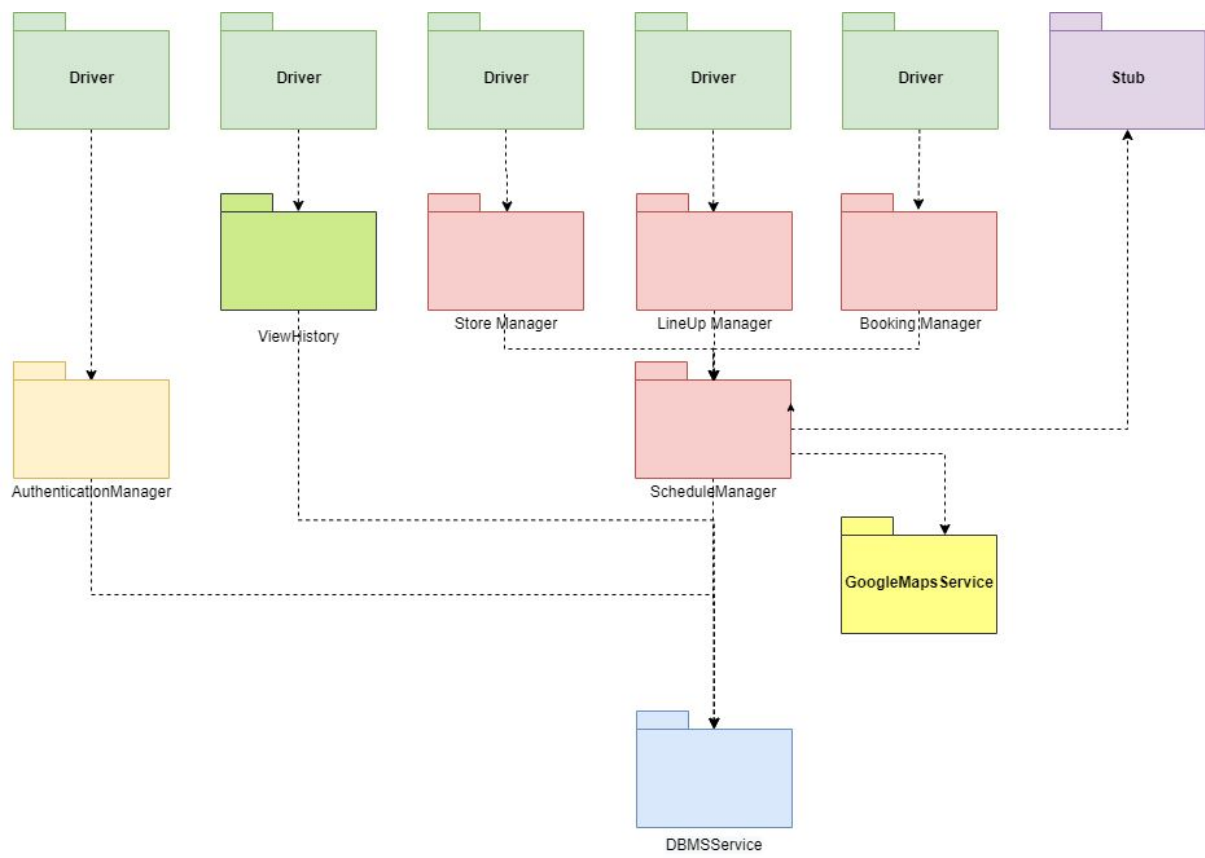 Driver
Driver
Driver
Driver
Driver
Stub
ViewHistory
Store Manager
LineUp Manager
Booking Manager
AuthenticationManager
ScheduleManager
GoogleMapsService
DBMSService